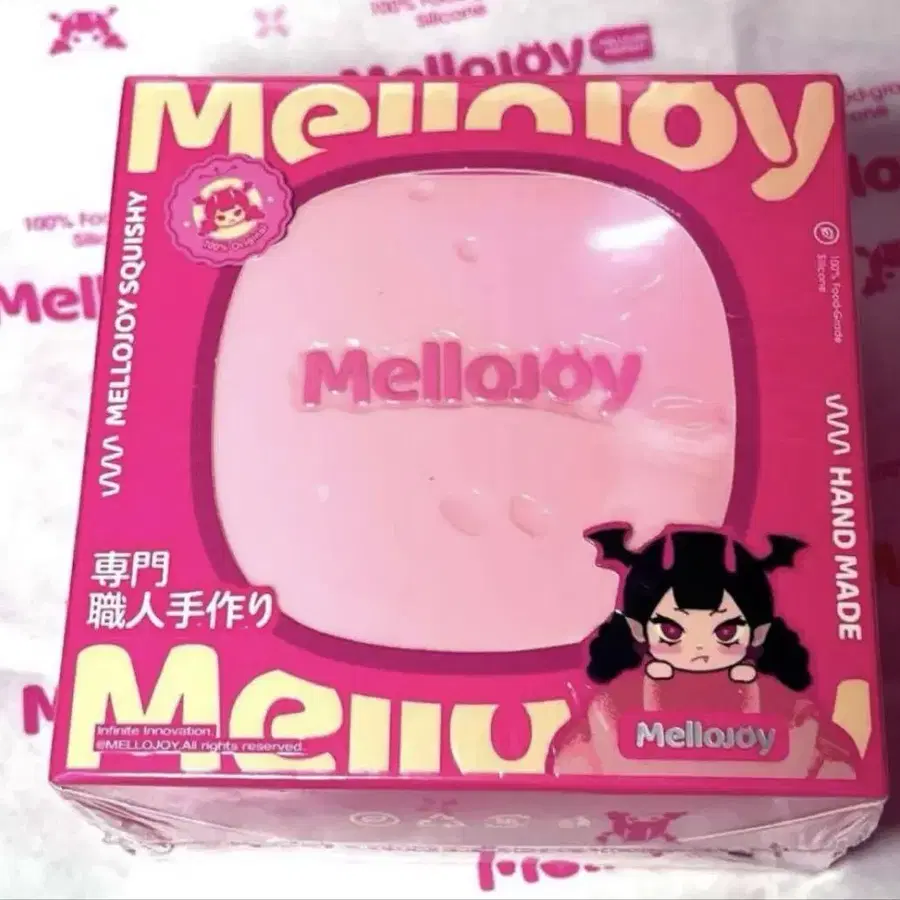 100% Food-Grade
Silicone
Mellojoy
Mellojoy
100% Original
MELLOJOY SQUISHY
100% Food-Grade
Silicone
Mellojoy
HAND MADE
専門
職人手作り
Infinite Innovation.
©MELLOJOY.All rights reserved.
Mellojoy